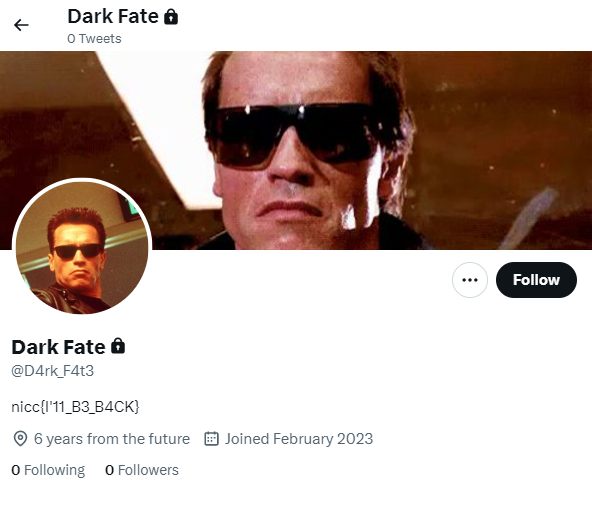 Dark Fate
0 Tweets
Follow
Dark Fate
@D4rk_F4t3
nicc{I'11_B3_B4CK}
6 years from the future Joined February 2023
0 Following 0 Followers